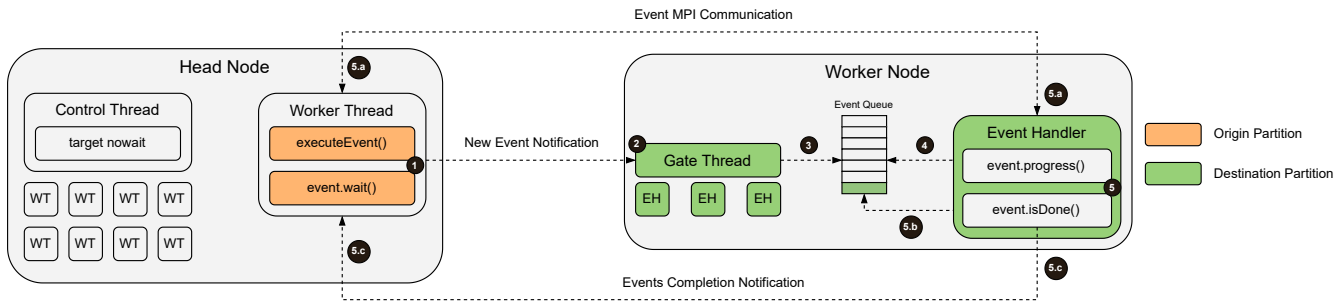 Event MPI Communication
5.a
Head Node
Control Thread
target nowait
Worker Thread
executeEvent()
event.wait()
1
WT WT WT WT
WT WT WT WT
5.c
New Event Notification
Worker Node
2
Gate Thread
EH EH EH
3
Event Queue
4
5.a
Event Handler
event.progress()
5
event.isDone()
5.b
5.c
Events Completion Notification
Origin Partition
Destination Partition